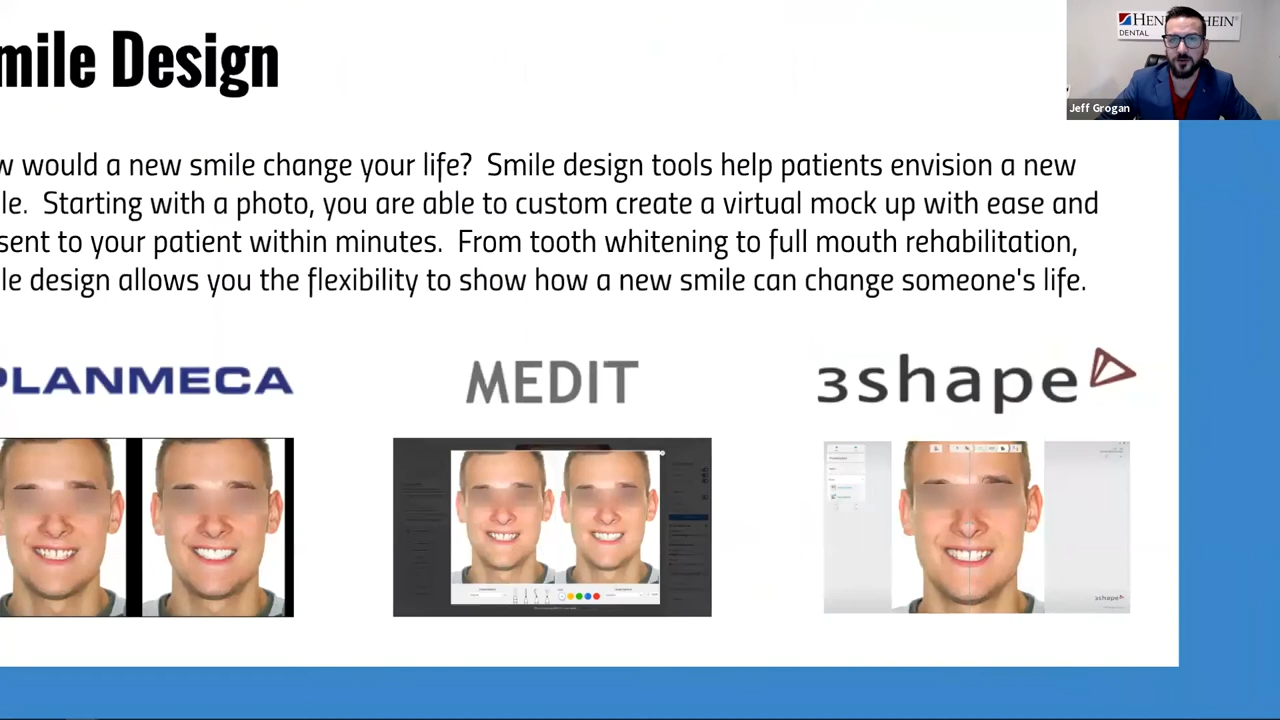 HENRY SCHEIN®
DENTAL
Jeff Grogan
mile Design
w would a new smile change your life?  Smile design tools help patients envision a new
le.  Starting with a photo, you are able to custom create a virtual mock up with ease and
sent to your patient within minutes.  From tooth whitening to full mouth rehabilitation,
le design allows you the flexibility to show how a new smile can change someone's life.
PLANMECA
MEDIT
3shape
3shape